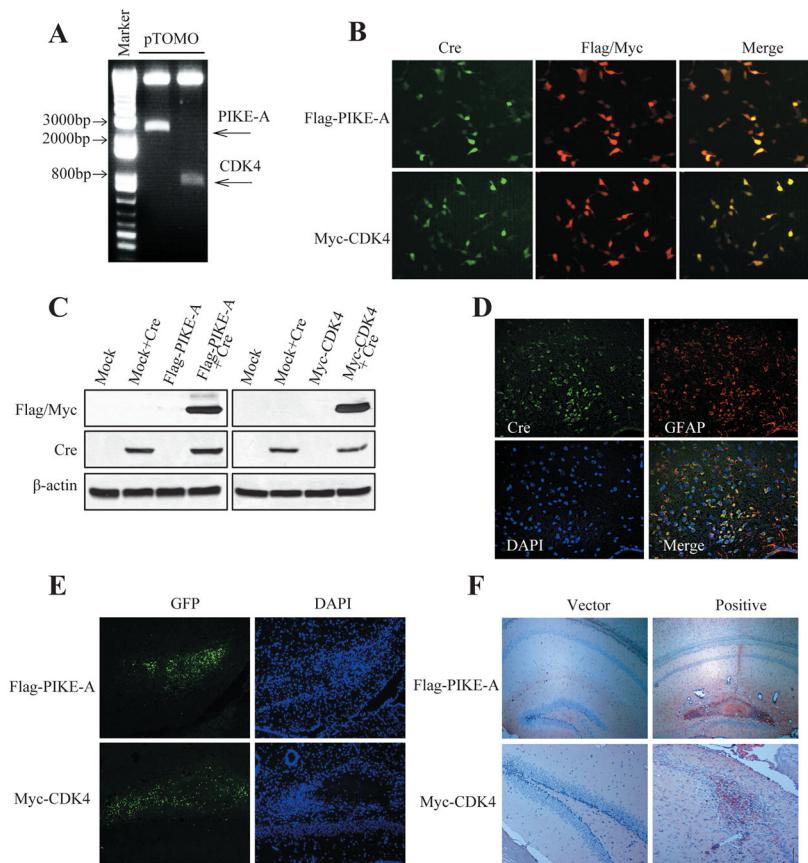 A
Marker
pTOMO
3000bp
2000bp
800bp
PIKE-A
CDK4
B
Cre
Flag/Myc
Merge
Flag-PIKE-A
Myc-CDK4
C
Mock
Mock+Cre
Flag-PIKE-A
Flag-PIKE-A
+Cre
Mock
Mock+Cre
Myc-CDK4
Myc-CDK4
+Cre
Flag/Myc
Cre
β-actin
D
Cre
GFAP
DAPI
Merge
E
GFP
DAPI
Flag-PIKE-A
Myc-CDK4
F
Vector
Positive
Flag-PIKE-A
Myc-CDK4